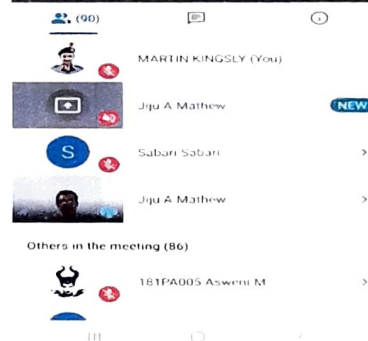 (90)
MARTIN KINGSLY (You)
Jiju A Mathew
NEW
S
Sabari Sabari
Jiju A Mathew
Others in the meeting (86)
181PA005 Asweni M